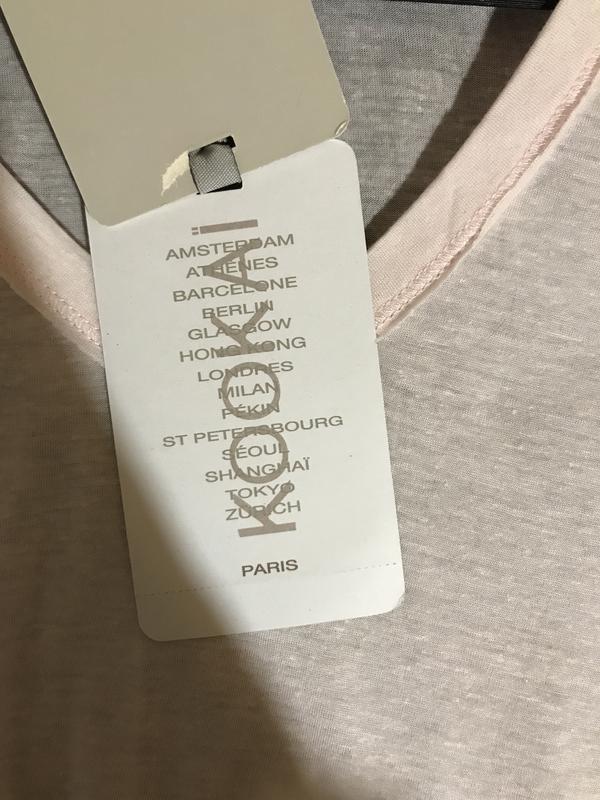 KOOKAÏ
AMSTERDAM
ATHÈNES
BARCELONE
BERLIN
GLASGOW
HONG KONG
LONDRES
MILAN
PÉKIN
ST PETERSBOURG
SÉOUL
SHANGHAÏ
TOKYO
ZURICH
PARIS